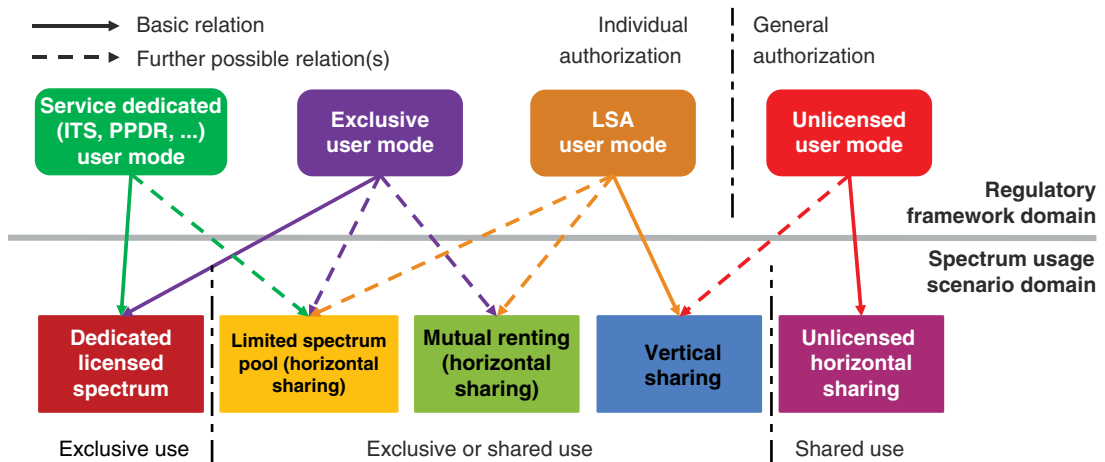 Basic relation
Further possible relation(s)
Individual
authorization
General
authorization
Service dedicated
(ITS, PPDR, ...)
user mode
Exclusive
user mode
LSA
user mode
Unlicensed
user mode
Regulatory
framework domain
Spectrum usage
scenario domain
Dedicated
licensed
spectrum
Limited spectrum
pool (horizontal
sharing)
Mutual renting
(horizontal
sharing)
Vertical
sharing
Unlicensed
horizontal
sharing
Exclusive use
Exclusive or shared use
Shared use